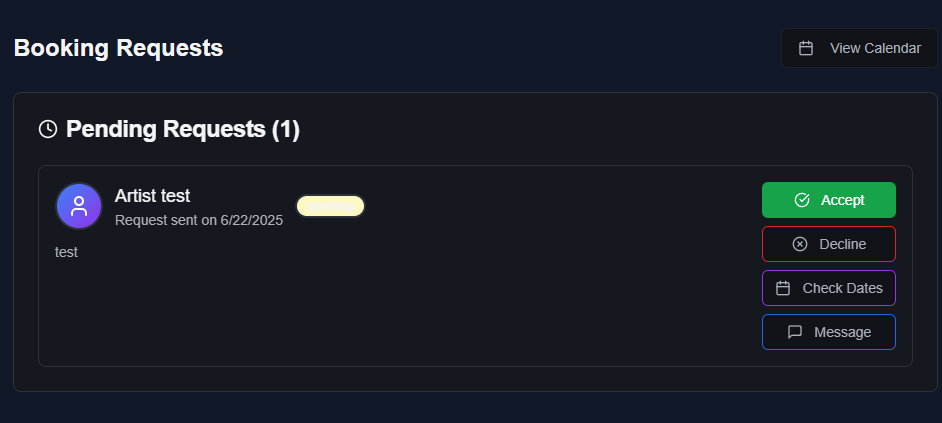 Booking Requests
View Calendar
Pending Requests (1)
Artist test
Request sent on 6/22/2025
test
Accept
Decline
Check Dates
Message